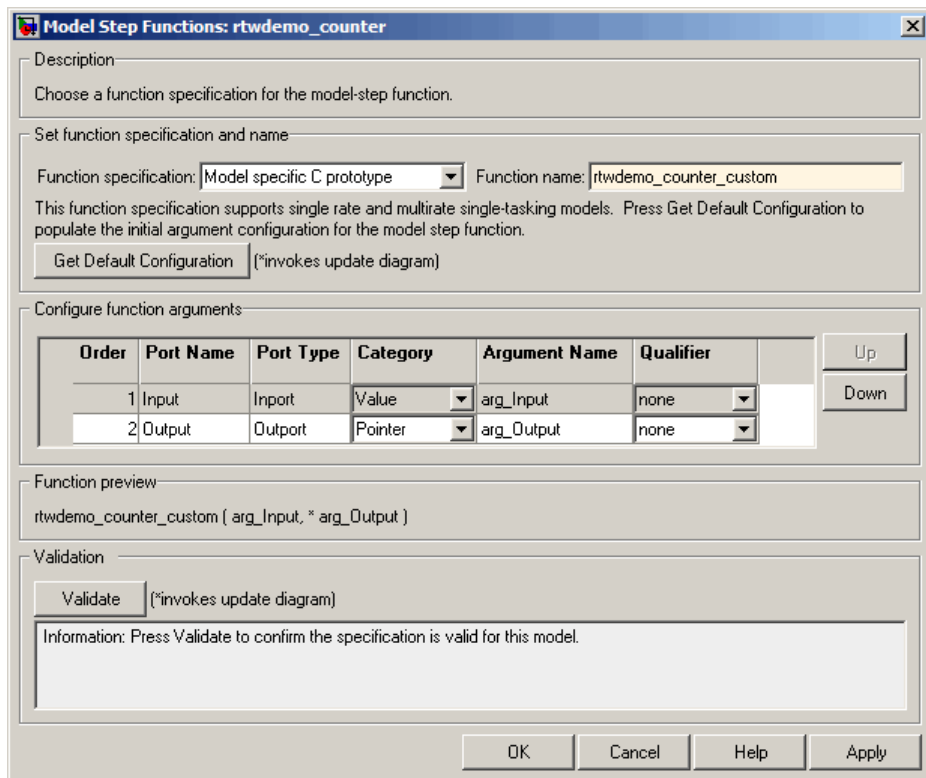 Model Step Functions: rtwdemo_counter
Description
Choose a function specification for the model-step function.
Set function specification and name
Function specification: Model specific C prototype Function name: rtwdemo_counter_custom
This function specification supports single rate and multirate single-tasking models. Press Get Default Configuration to
populate the initial argument configuration for the model step function.
Get Default Configuration (*invokes update diagram)
Configure function arguments
Order Port Name Port Type Category Argument Name Qualifier
1 Input Inport Value arg_Input none
2 Output Outport Pointer arg_Output none
Up
Down
Function preview
rtwdemo_counter_custom ( arg_Input, * arg_Output )
Validation
Validate (*invokes update diagram)
Information: Press Validate to confirm the specification is valid for this model.
OK Cancel Help Apply